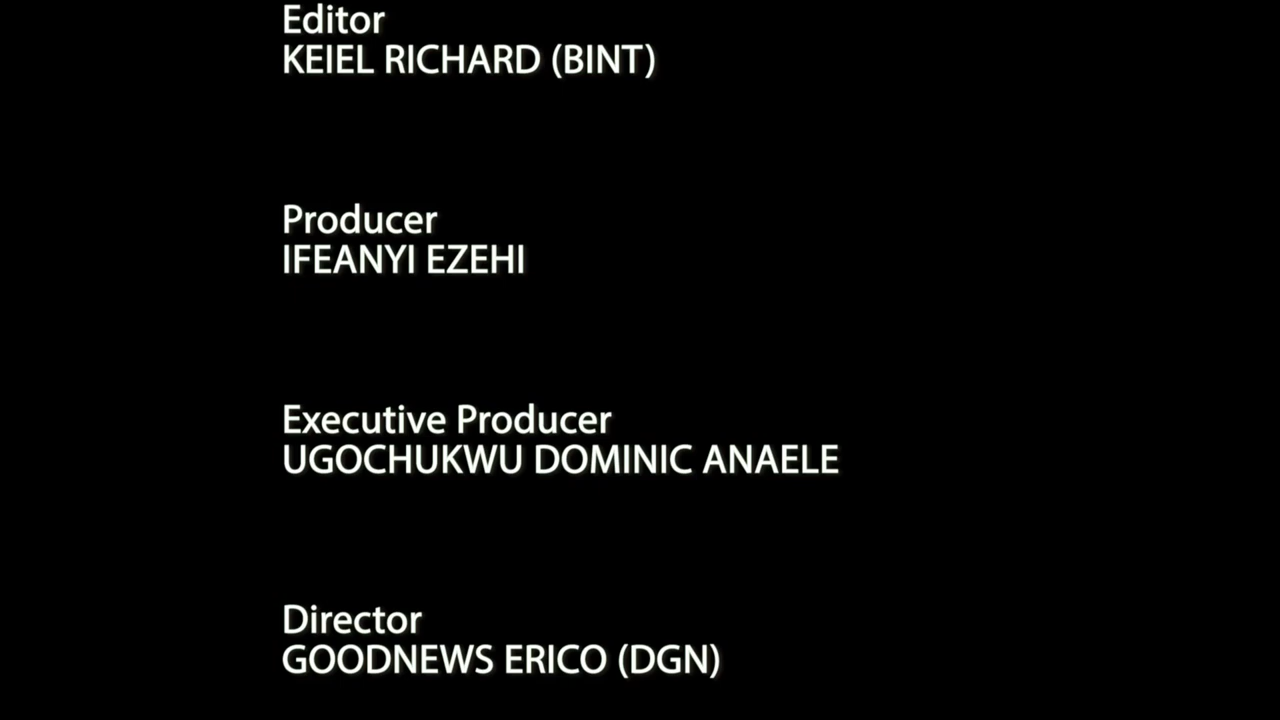 Editor
KEIEL RICHARD (BINT)
Producer
IFEANYI EZEHI
Executive Producer
UGOCHUKWU DOMINIC ANAELE
Director
GOODNEWS ERICO (DGN)